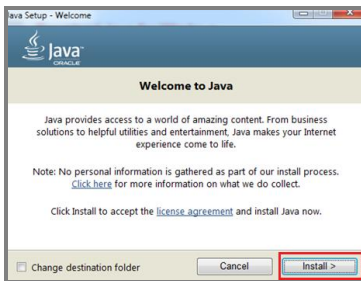 Java Setup - Welcome
Java
ORACLE
Welcome to Java
Java provides access to a world of amazing content. From business
solutions to helpful utilities and entertainment, Java makes your Internet
experience come to life.
Note: No personal information is gathered as part of our install process.
Click here for more information on what we do collect.
Click Install to accept the license agreement and install Java now.
Change destination folder
Cancel
Install >